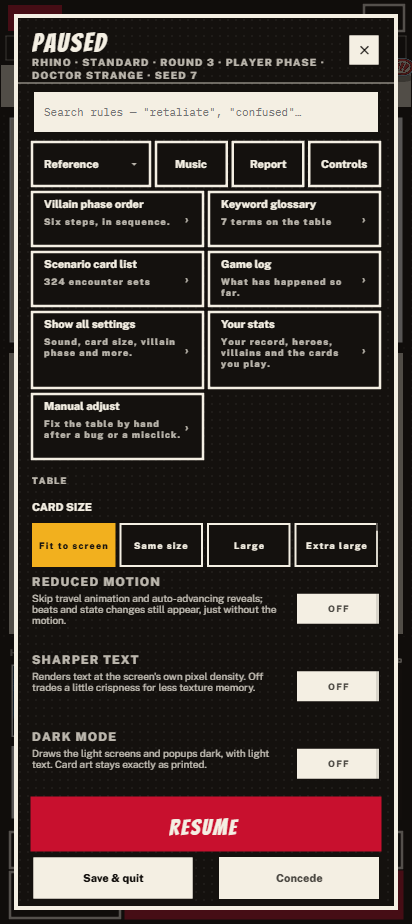 PAUSED
RHINO · STANDARD · ROUND 3 · PLAYER PHASE ·
DOCTOR STRANGE · SEED 7
×
Search rules — "retaliate", "confused"…
Reference
Music
Report
Controls
Villain phase order
Six steps, in sequence. ›
Keyword glossary
7 terms on the table ›
Scenario card list
324 encounter sets ›
Game log
What has happened so
far. ›
Show all settings
Sound, card size, villain
phase and more. ›
Your stats
Your record, heroes,
villains and the cards
you play. ›
Manual adjust
Fix the table by hand
after a bug or a misclick. ›
TABLE
CARD SIZE
Fit to screen
Same size
Large
Extra large
REDUCED MOTION
Skip travel animation and auto-advancing reveals;
beats and state changes still appear, just without the
motion.
OFF
SHARPER TEXT
Renders text at the screen's own pixel density. Off
trades a little crispness for less texture memory.
OFF
DARK MODE
Draws the light screens and popups dark, with light
text. Card art stays exactly as printed.
OFF
RESUME
Save & quit
Concede